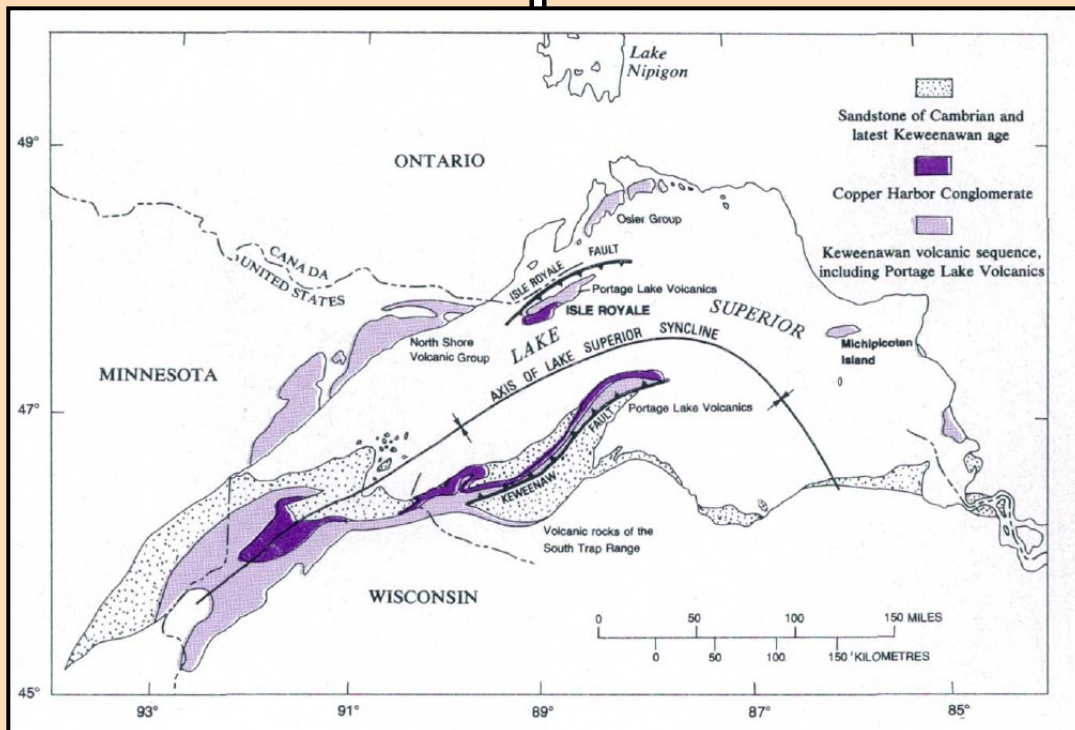 Lake
Nipigon
Sandstone of Cambrian and
latest Keweenawan age
49°
ONTARIO
Copper Harbor Conglomerate
Osler Group
Keweenawan volcanic sequence,
including Portage Lake Volcanics
CANADA
UNITED STATES
ISLE ROYALE FAULT
Portage Lake Volcanics
ISLE ROYALE
LAKE SUPERIOR
North Shore
Volcanic Group
Michipicoten
Island
MINNESOTA
AXIS OF LAKE SUPERIOR SYNCLINE
47°
Portage Lake Volcanics
KEWEENAW FAULT
Volcanic rocks of the
South Trap Range
WISCONSIN
0 50 100 150 MILES
0 50 100 150 KILOMETRES
45°
93° 91° 89° 87° 85°